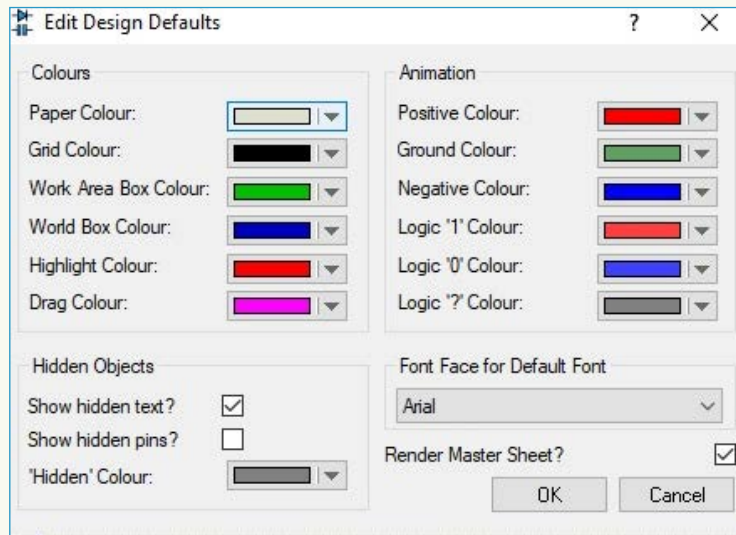 Edit Design Defaults
?
Colours
Paper Colour:
Grid Colour:
Work Area Box Colour:
World Box Colour:
Highlight Colour:
Drag Colour:
Animation
Positive Colour:
Ground Colour:
Negative Colour:
Logic '1' Colour:
Logic '0' Colour:
Logic '?' Colour:
Hidden Objects
Show hidden text?
Show hidden pins?
'Hidden' Colour:
Font Face for Default Font
Arial
Render Master Sheet?
OK
Cancel